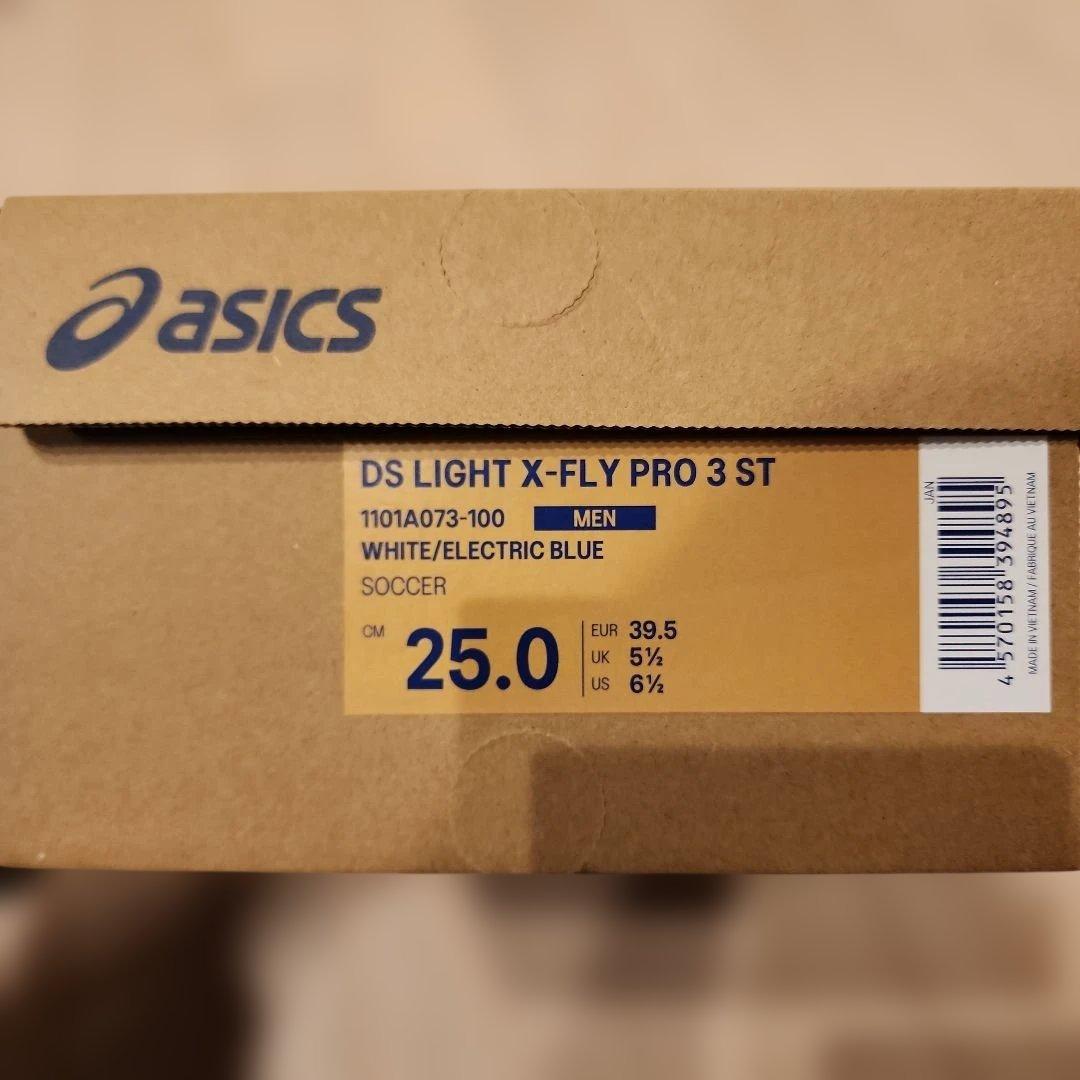 asics
DS LIGHT X-FLY PRO 3 ST
1101A073-100 MEN
WHITE/ELECTRIC BLUE
SOCCER
CM 25.0
EUR 39.5
UK 5½
US 6½
JAN
4 570158 394895
MADE IN VIETNAM / FABRIQUE AU VIETNAM